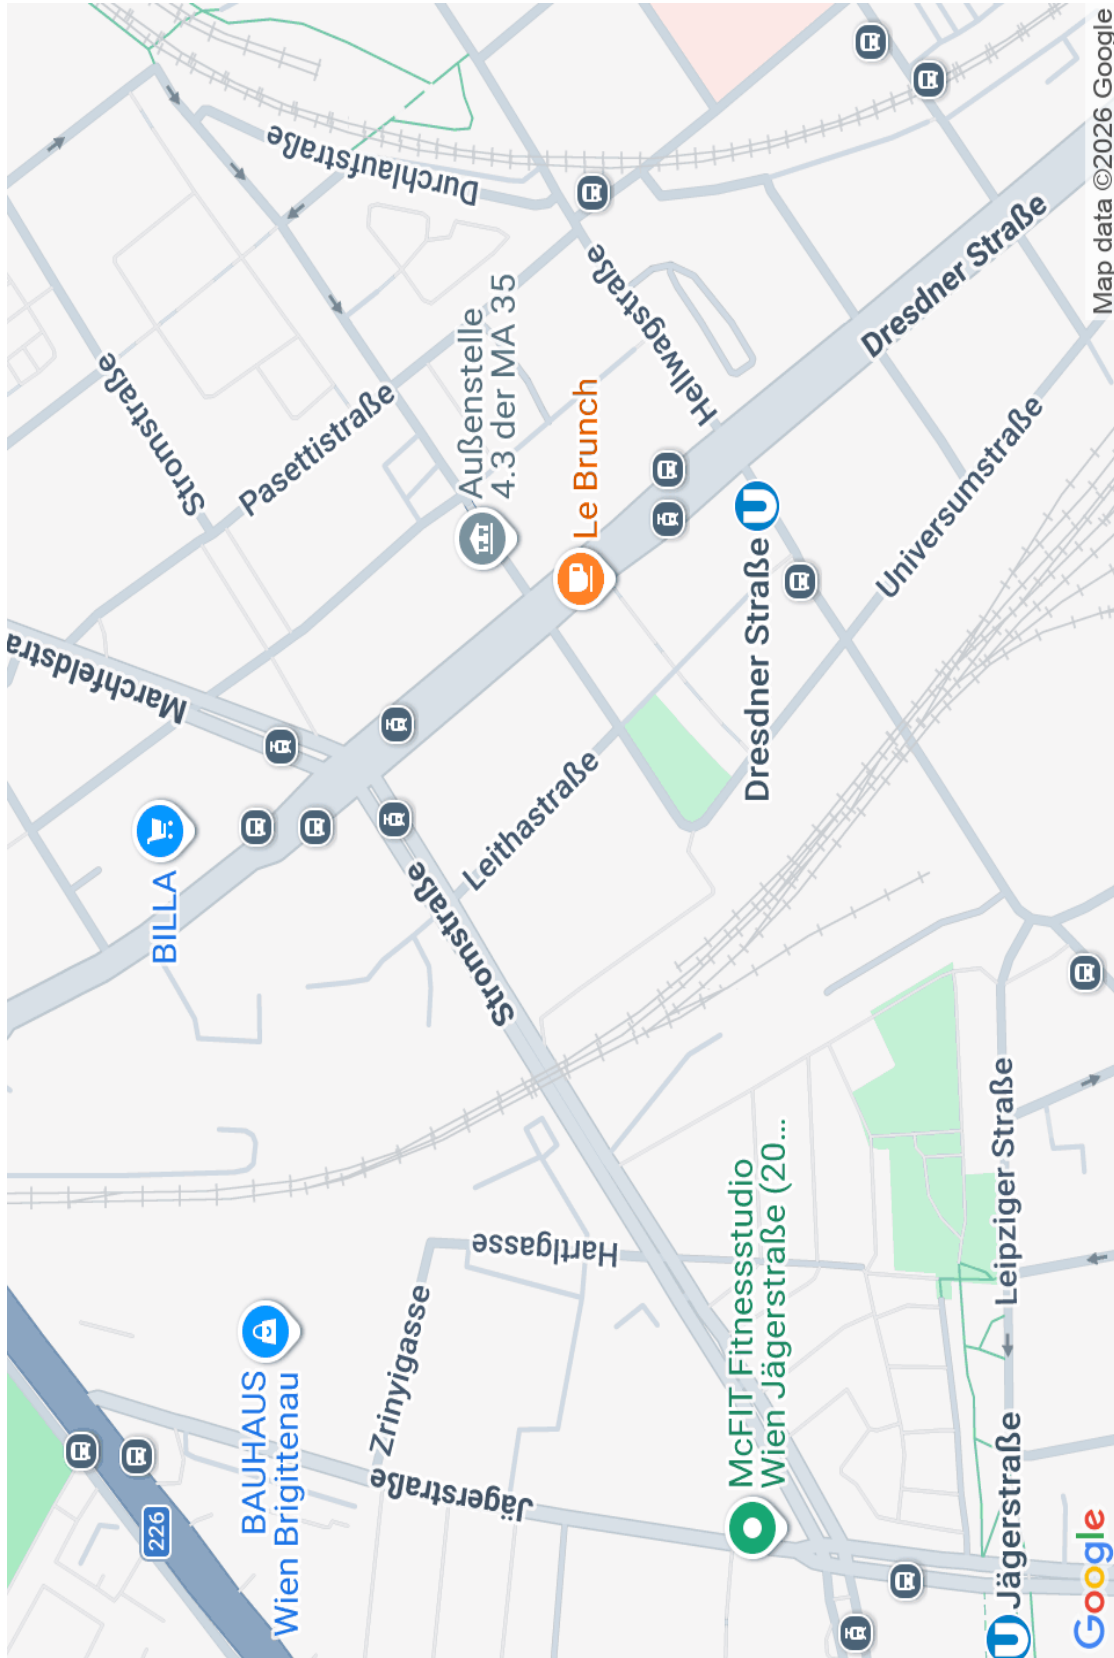 226
BAUHAUS
Wien Brigittenau
Zrinyigasse
Jägerstraße
Hartlgasse
McFIT Fitnessstudio
Wien Jägerstraße (20...
Jägerstraße
Leipziger Straße
BILLA
Marchfeldstra
Stromstraße
Stromstraße
Leithastraße
Pasettistraße
Durchlaufstraße
Außenstelle
4.3 der MA 35
Le Brunch
Hellwagstraße
Dresdner Straße
Dresdner Straße
Universumstraße
Google
Map data ©2026 Google